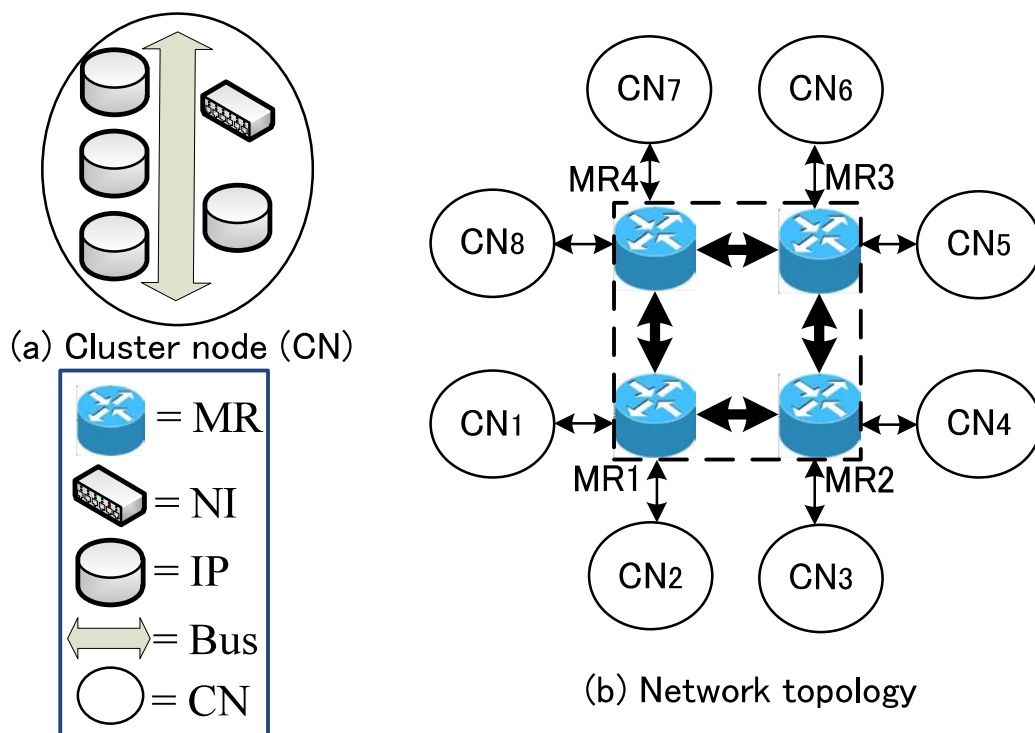 (a) Cluster node (CN)
= MR
= NI
= IP
= Bus
= CN
CN7
CN6
MR4
MR3
CN8
CN5
CN1
CN4
MR1
MR2
CN2
CN3
(b) Network topology